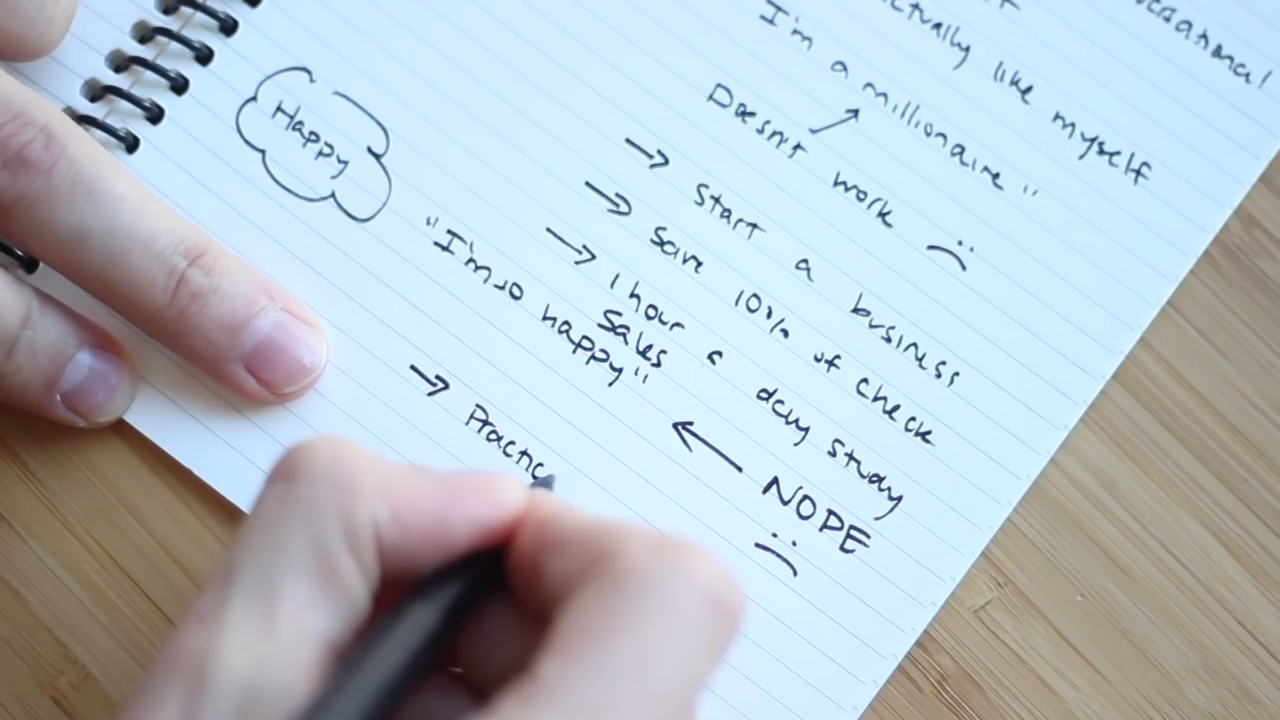 ctually like myself
I'm a millionaire"
Doesn't work
→ Start a business
→ Save 10% of check
→ 1 hour a day study
Sales
Happy
"I'm so happy"
← NOPE
→ Practic